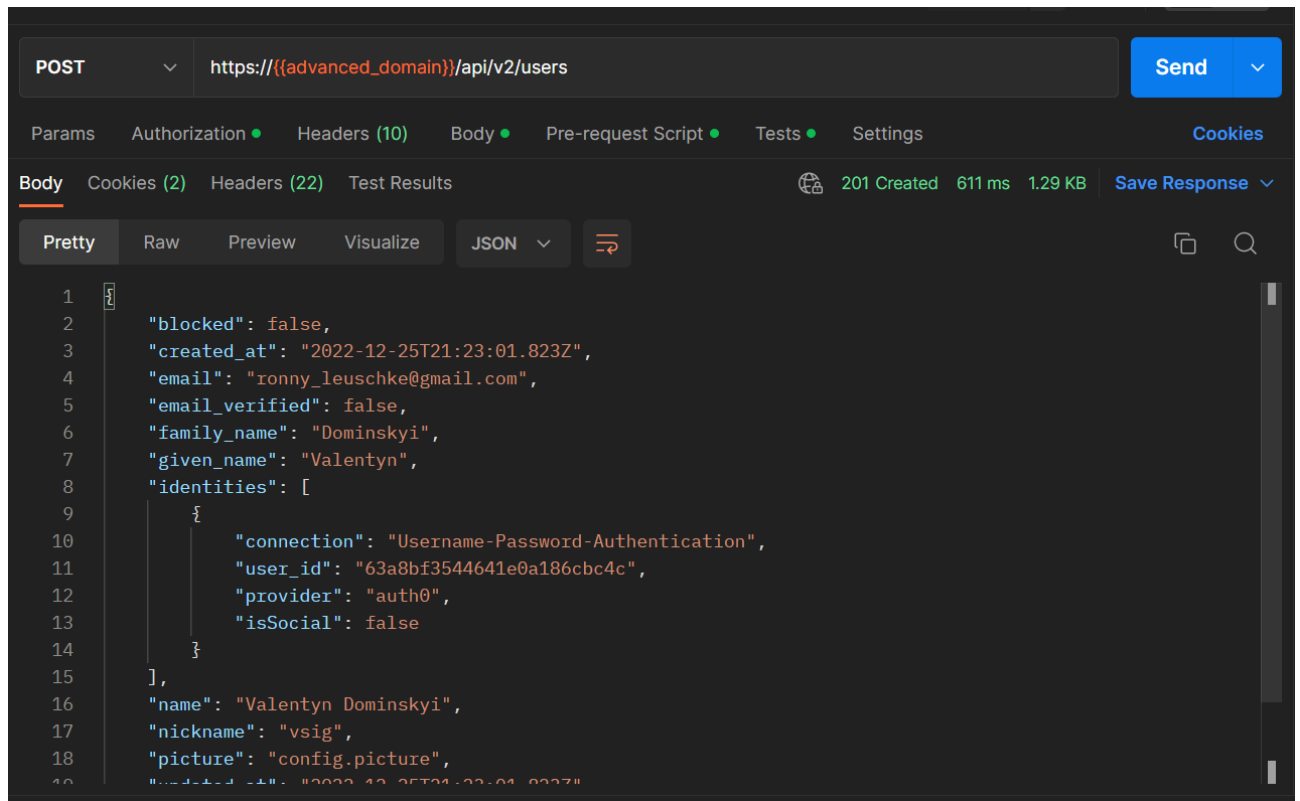 POST https://{{advanced_domain}}/api/v2/users Send
Params Authorization Headers (10) Body Pre-request Script Tests Settings Cookies
Body Cookies (2) Headers (22) Test Results 201 Created 611 ms 1.29 KB Save Response
Pretty Raw Preview Visualize JSON
1 {
2 "blocked": false,
3 "created_at": "2022-12-25T21:23:01.823Z",
4 "email": "ronny_leuschke@gmail.com",
5 "email_verified": false,
6 "family_name": "Dominskyi",
7 "given_name": "Valentyn",
8 "identities": [
9 {
10 "connection": "Username-Password-Authentication",
11 "user_id": "63a8bf3544641e0a186cbc4c",
12 "provider": "auth0",
13 "isSocial": false
14 }
15 ],
16 "name": "Valentyn Dominskyi",
17 "nickname": "vsig",
18 "picture": "config.picture",